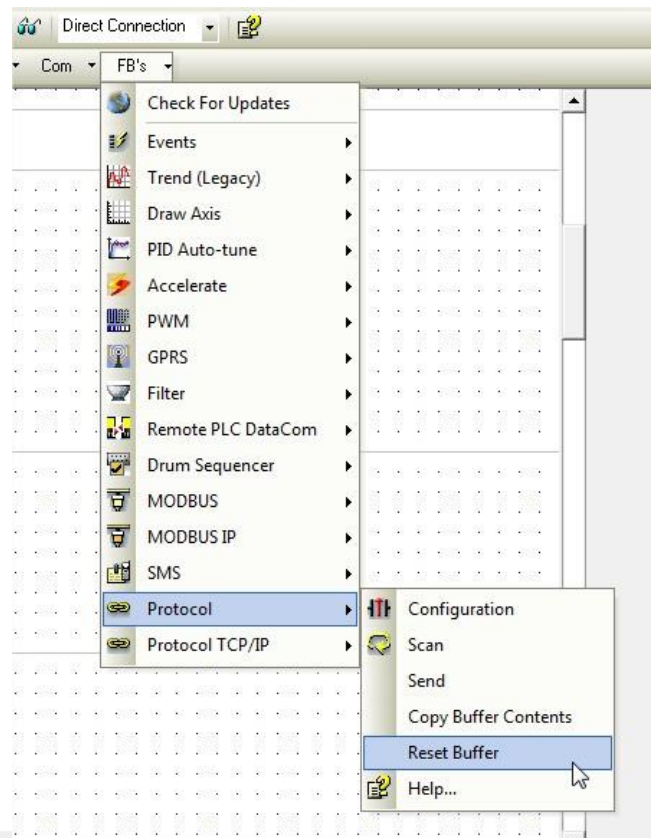 Direct Connection
Com FB's
Check For Updates
Events
Trend (Legacy)
Draw Axis
PID Auto-tune
Accelerate
PWM
GPRS
Filter
Remote PLC DataCom
Drum Sequencer
MODBUS
MODBUS IP
SMS
Protocol
Protocol TCP/IP
Configuration
Scan
Send
Copy Buffer Contents
Reset Buffer
Help...